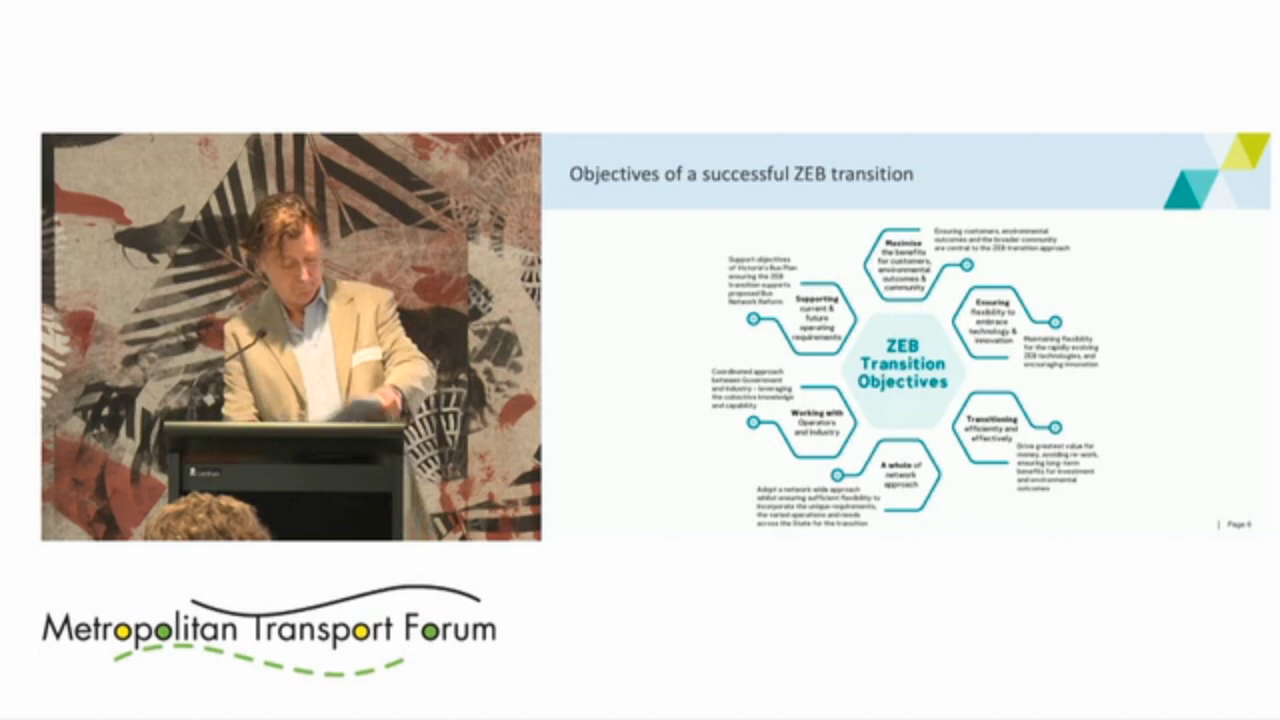 Objectives of a successful ZEB transition
Ensuring customers, environmental
outcomes and the broader community
are central to the ZEB transition approach
Maximise
the benefits
for customers,
environmental
outcomes &
community
Support objectives
of Victoria's Bus Plan
ensuring the ZEB
transition supports
proposed Bus
Network Reform
Supporting
current &
future
operating
requirements
Ensuring
flexibility to
embrace
technology &
innovation
Maintaining flexibility
for the rapidly evolving
ZEB technologies, and
encouraging innovation
ZEB
Transition
Objectives
Coordinated approach
between Government
and Industry - leveraging
the collective knowledge
and capability
Working with
Operators
and Industry
Transitioning
efficiently and
effectively
Drive greatest value for
money, avoiding re-work,
ensuring long-term
benefits for investment
and environmental
outcomes
A whole of
network
approach
Adopt a network wide approach
whilst ensuring sufficient flexibility to
incorporate the unique requirements,
the varied operations and needs
across the State for the transition
| Page 6
Metropolitan Transport Forum